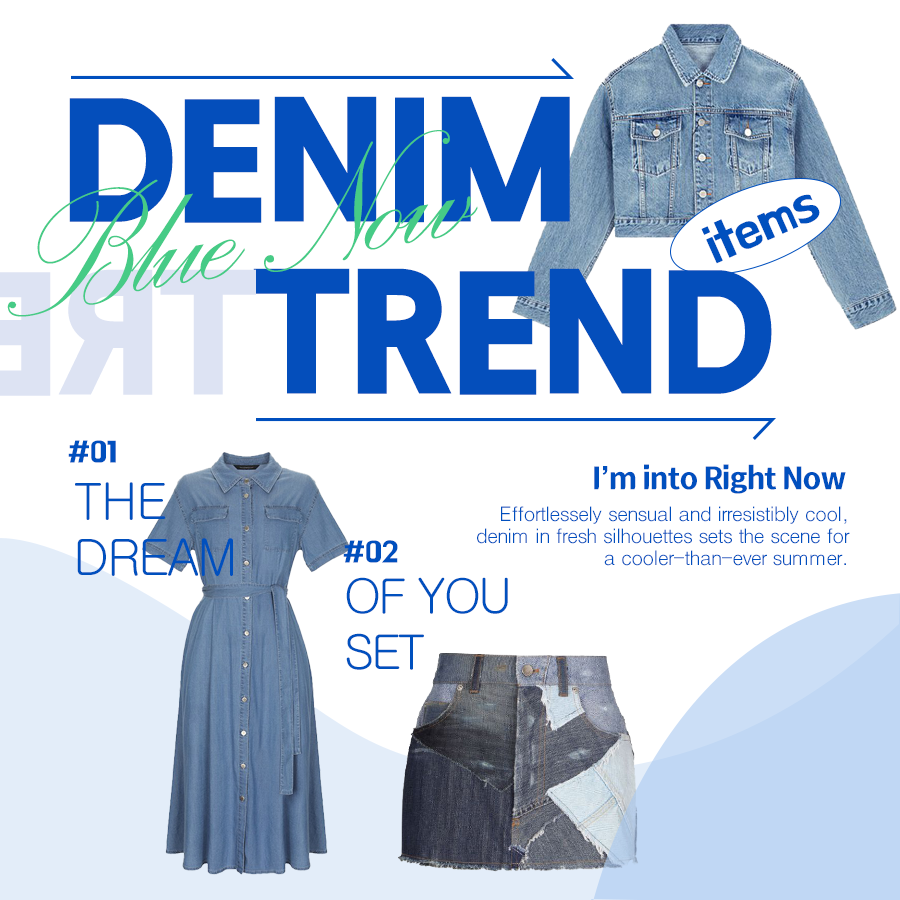 DENIM
Blue Now
items
TREND
TRE
#01
THE
DREAM
I'm into Right Now
Effortlessely sensual and irresistibly cool,
denim in fresh silhouettes sets the scene for
a cooler-than-ever summer.
#02
OF YOU
SET